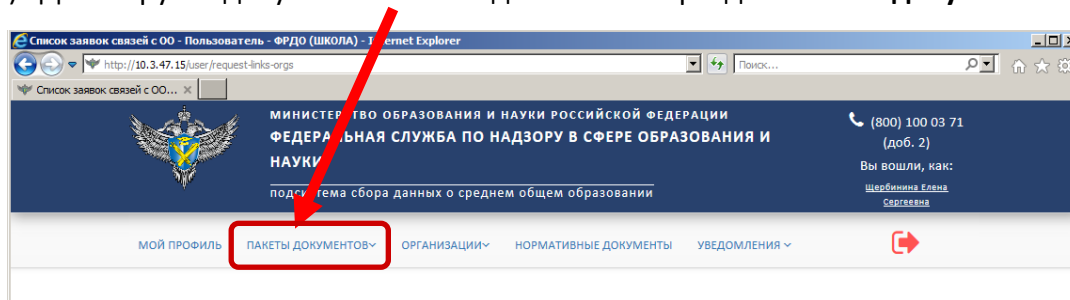 Список заявок связей с ОО - Пользователь - ФРДО (ШКОЛА) - Internet Explorer
http://10.3.47.15/user/request-links-orgs
Поиск...
Список заявок связей с ОО...
МИНИСТЕРСТВО ОБРАЗОВАНИЯ И НАУКИ РОССИЙСКОЙ ФЕДЕРАЦИИ
ФЕДЕРАЛЬНАЯ СЛУЖБА ПО НАДЗОРУ В СФЕРЕ ОБРАЗОВАНИЯ И
НАУКИ
подсистема сбора данных о среднем общем образовании
(800) 100 03 71
(доб. 2)
Вы вошли, как:
Щербинина Елена
Сергеевна
МОЙ ПРОФИЛЬ ПАКЕТЫ ДОКУМЕНТОВ ОРГАНИЗАЦИИ НОРМАТИВНЫЕ ДОКУМЕНТЫ УВЕДОМЛЕНИЯ